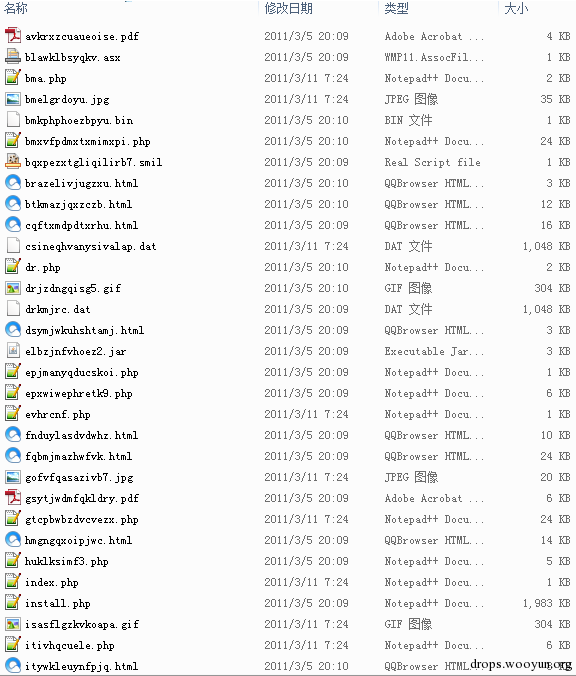 名称 修改日期 类型 大小
avkrxzcuaueoise.pdf 2011/3/5 20:09 Adobe Acrobat ... 4 KB
blawklbsyqkv.asx 2011/3/5 20:09 WMP11.AssocFil... 1 KB
bma.php 2011/3/11 7:24 Notepad++ Docu... 2 KB
bmelgrdoyu.jpg 2011/3/11 7:24 JPEG 图像 35 KB
bmkphphoezbpyu.bin 2011/3/5 20:10 BIN 文件 1 KB
bmxvfpdmxtxmimxpi.php 2011/3/5 20:10 Notepad++ Docu... 24 KB
bqxpezxtgliqilirb7.smil 2011/3/5 20:09 Real Script file 1 KB
brazelivjugzxu.html 2011/3/5 20:10 QQBrowser HTML... 3 KB
btkmazjqxzczb.html 2011/3/5 20:10 QQBrowser HTML... 12 KB
cqftxmdpdtxrhu.html 2011/3/5 20:09 QQBrowser HTML... 16 KB
csineqhvanysivalap.dat 2011/3/11 7:24 DAT 文件 1,048 KB
dr.php 2011/3/5 20:10 Notepad++ Docu... 2 KB
drjzdngqisg5.gif 2011/3/5 20:10 GIF 图像 304 KB
drkmjrc.dat 2011/3/5 20:09 DAT 文件 1,048 KB
dsymjwkuhshtamj.html 2011/3/5 20:09 QQBrowser HTML... 3 KB
elbzjnfvhoez2.jar 2011/3/5 20:09 Executable Jar... 3 KB
epjmanyqducskoi.php 2011/3/5 20:10 Notepad++ Docu... 1 KB
epxwiwephretk9.php 2011/3/5 20:09 Notepad++ Docu... 6 KB
evhrcnf.php 2011/3/11 7:24 Notepad++ Docu... 1 KB
fnduylasdvdwhz.html 2011/3/5 20:09 QQBrowser HTML... 10 KB
fqbmjmazhwfvk.html 2011/3/5 20:10 QQBrowser HTML... 24 KB
gofvfqasazivb7.jpg 2011/3/11 7:24 JPEG 图像 20 KB
gsytjwdmfqkldry.pdf 2011/3/5 20:09 Adobe Acrobat ... 6 KB
gtcpbwbzdvcvezx.php 2011/3/11 7:24 Notepad++ Docu... 24 KB
hmgngqxoipjwc.html 2011/3/5 20:09 QQBrowser HTML... 14 KB
huklksimf3.php 2011/3/5 20:09 Notepad++ Docu... 5 KB
index.php 2011/3/11 7:24 Notepad++ Docu... 1 KB
install.php 2011/3/5 20:09 Notepad++ Docu... 1,983 KB
isasflgzkvkoapa.gif 2011/3/5 20:09 GIF 图像 304 KB
itivhqcuele.php 2011/3/11 7:24 Notepad++ Docu... 6 KB
itywkleuynfpjq.html 2011/3/5 20:10 QQBrowser HTML... KB
drops.wooyun.org